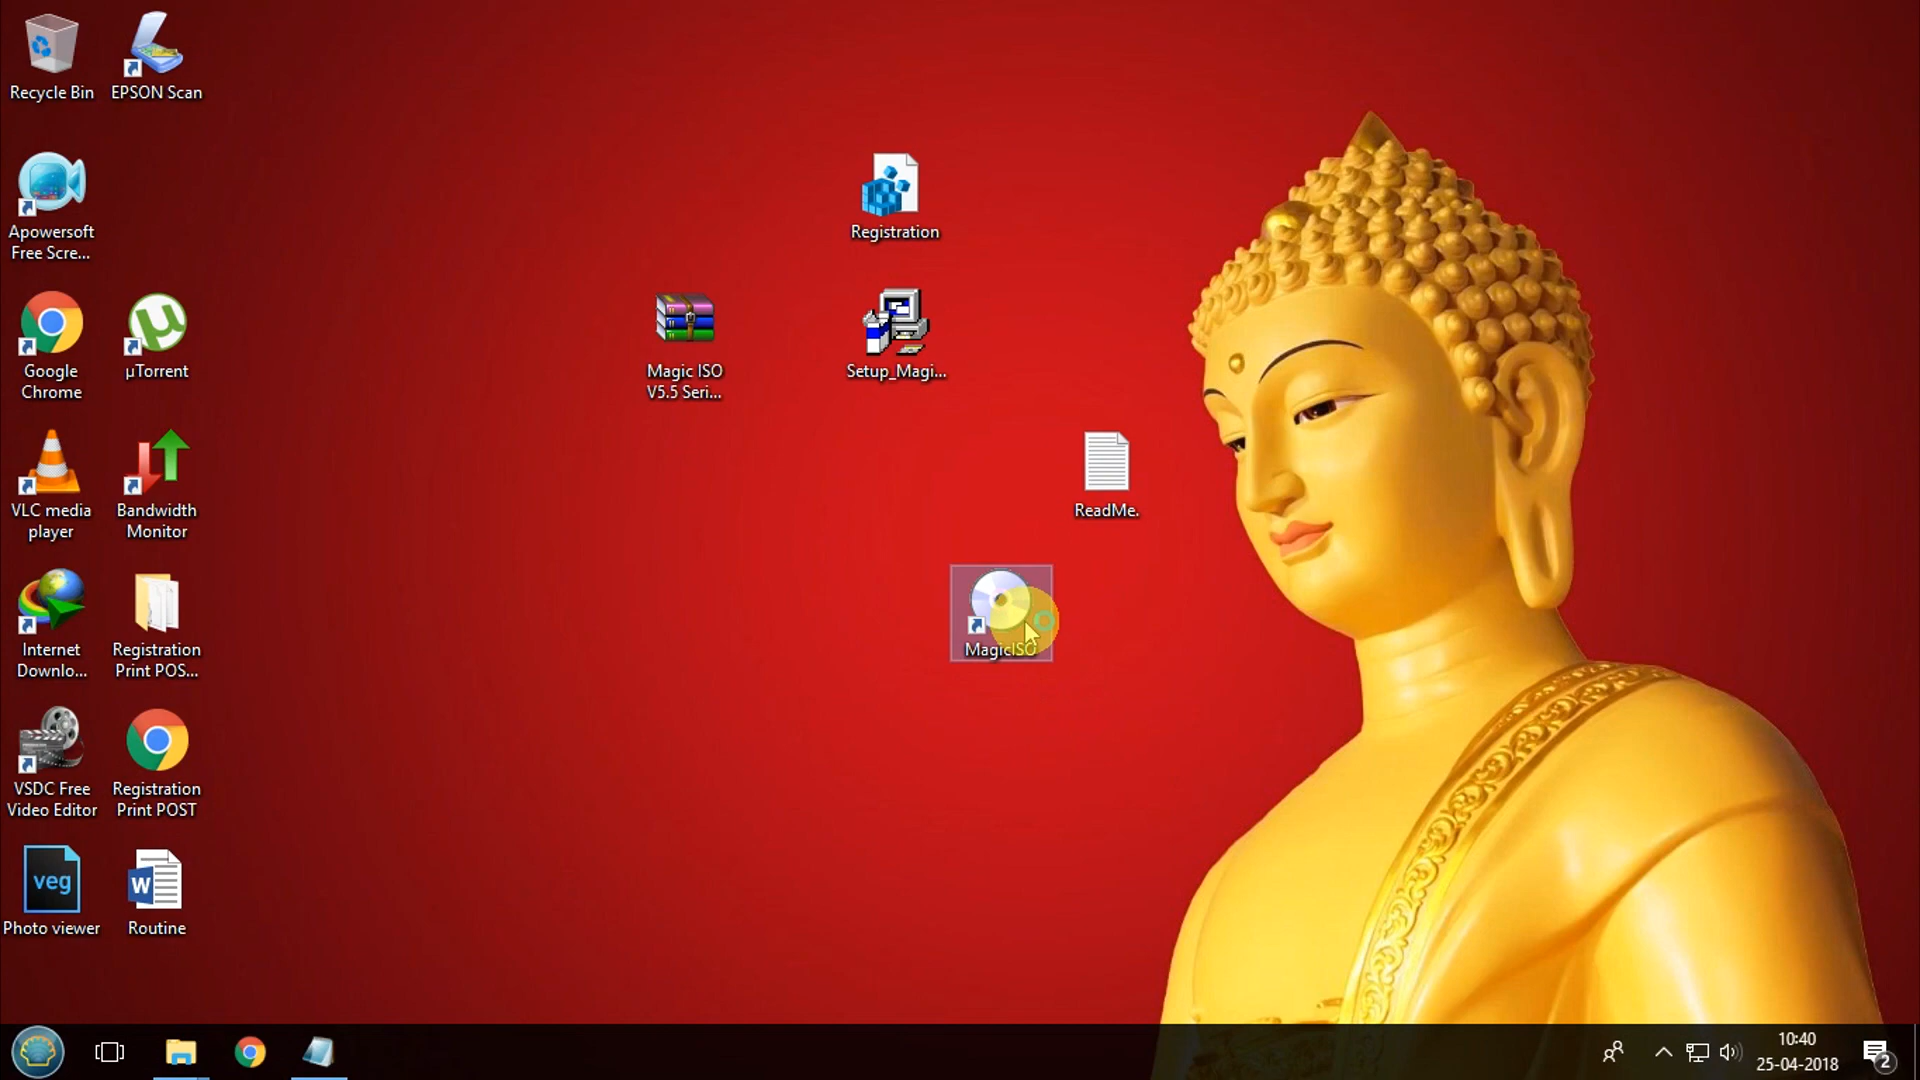 Recycle Bin
EPSON Scan
Apowersoft
Free Scre...
Registration
Google
Chrome
µTorrent
Magic ISO
V5.5 Seri...
Setup_Magi...
VLC media
player
Bandwidth
Monitor
ReadMe.
Internet
Downlo...
Registration
Print POS...
MagicISO
VSDC Free
Video Editor
Registration
Print POST
veg
Photo viewer
W
Routine
10:40
25-04-2018
2